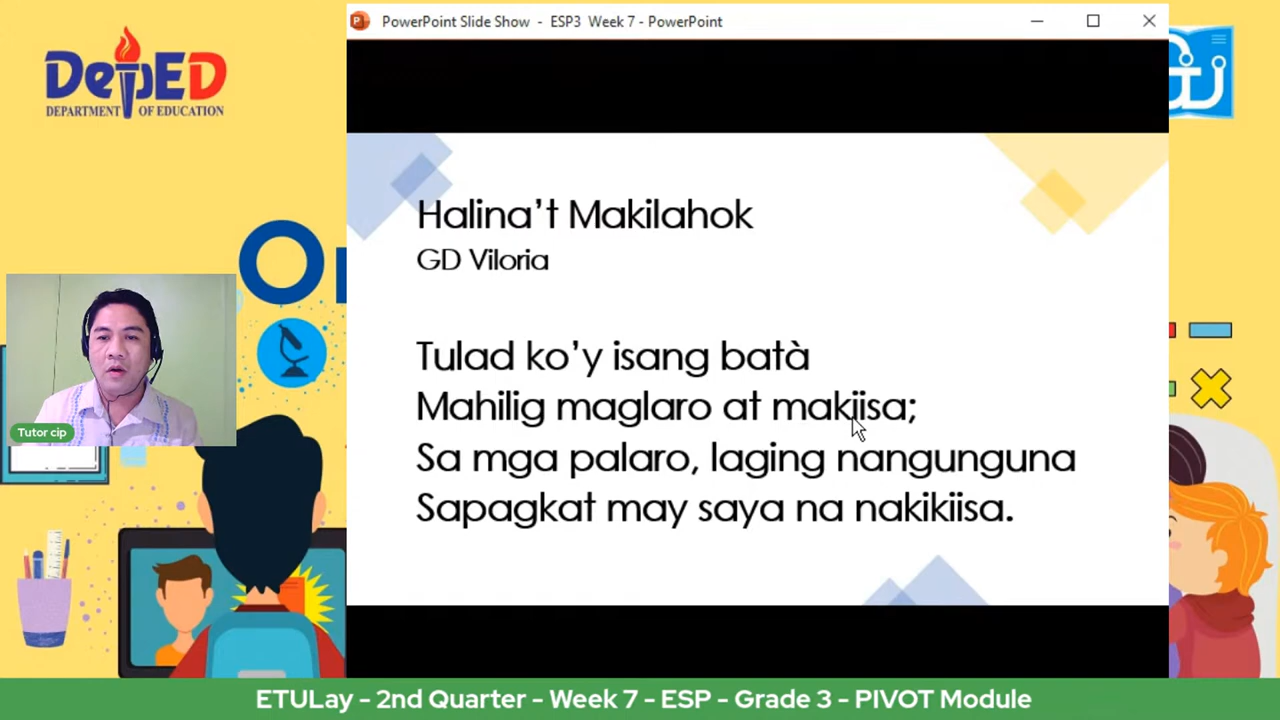 DepED
DEPARTMENT OF EDUCATION
PowerPoint Slide Show - ESP3 Week 7 - PowerPoint
Halina't Makilahok
GD Viloria
Tulad ko'y isang batà
Mahilig maglaro at makiisa;
Sa mga palaro, laging nangunguna
Sapagkat may saya na nakikiisa.
Tutor cip
ETULay - 2nd Quarter - Week 7 - ESP - Grade 3 - PIVOT Module